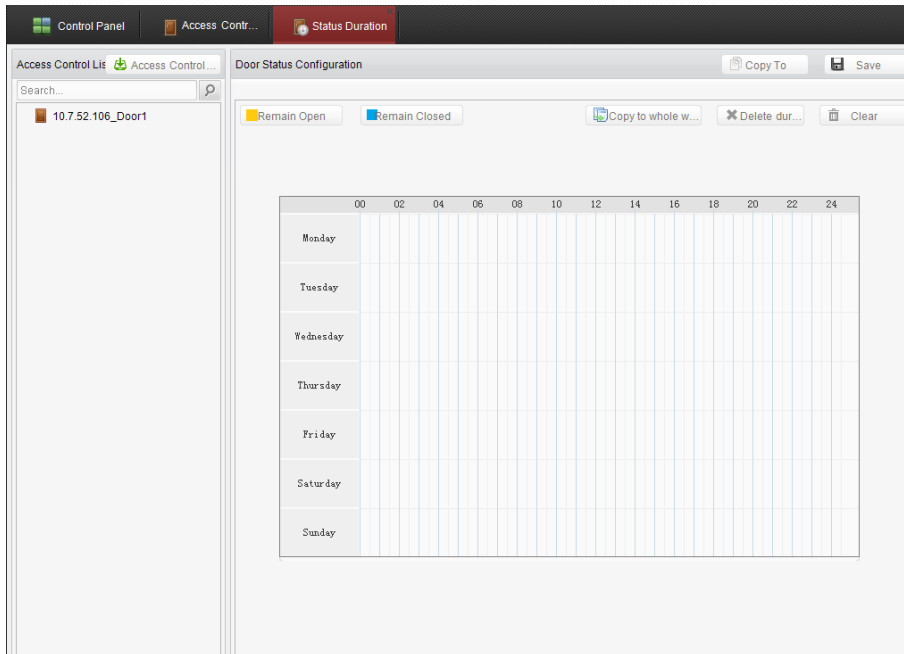 Control Panel
Access Contr...
Status Duration
Access Control Lis
Access Control...
Search...
10.7.52.106_Door1
Door Status Configuration
Copy To
Save
Remain Open
Remain Closed
Copy to whole w...
Delete dur...
Clear
00 02 04 06 08 10 12 14 16 18 20 22 24
Monday
Tuesday
Wednesday
Thursday
Friday
Saturday
Sunday